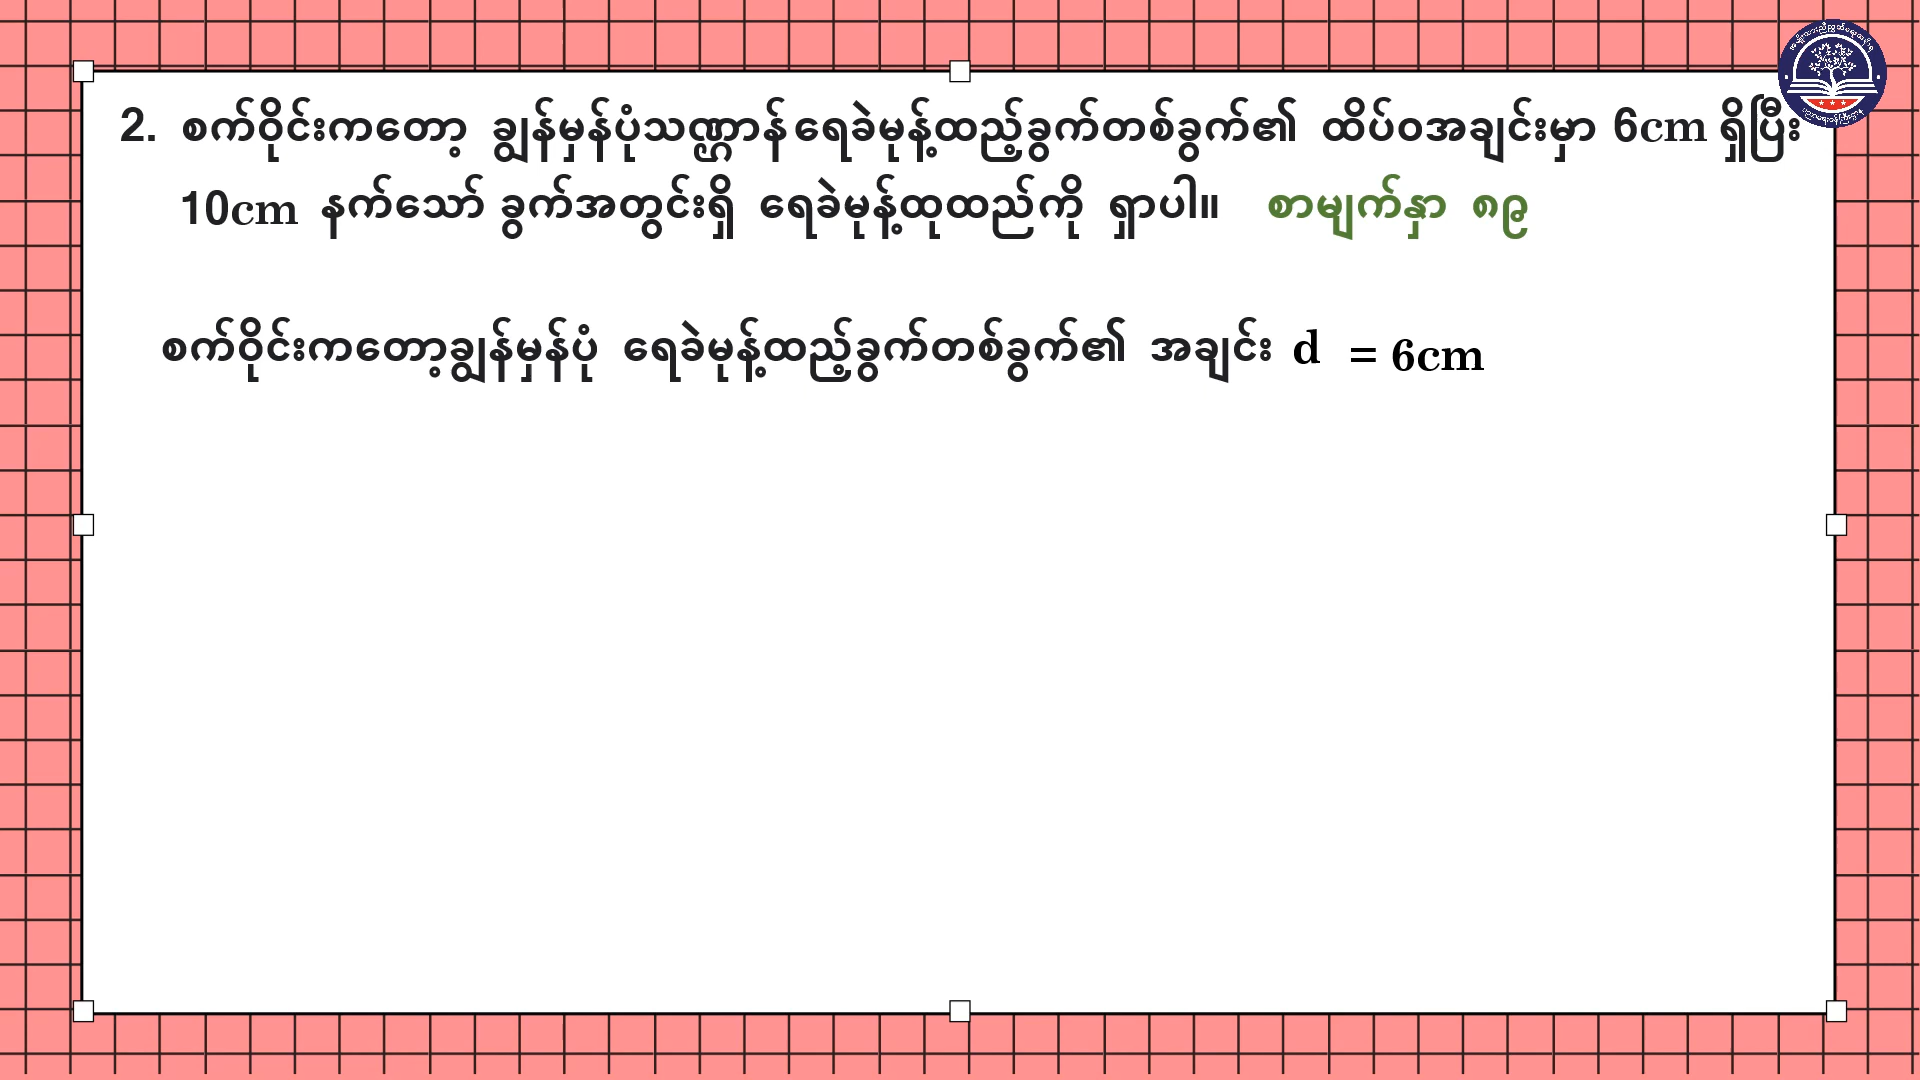 2. စက်ဝိုင်းကတော့ ချွန်မှန်ပုံသဏ္ဌာန်ရေခဲမုန့်ထည့်ခွက်တစ်ခွက်၏ ထိပ်ဝအချင်းမှာ 6cm ရှိပြီး
10cm နက်သော် ခွက်အတွင်းရှိ ရေခဲမုန့်ထုထည်ကို ရှာပါ။ စာမျက်နှာ ၈၉
စက်ဝိုင်းကတော့ချွန်မှန်ပုံ ရေခဲမုန့်ထည့်ခွက်တစ်ခွက်၏ အချင်း d = 6cm